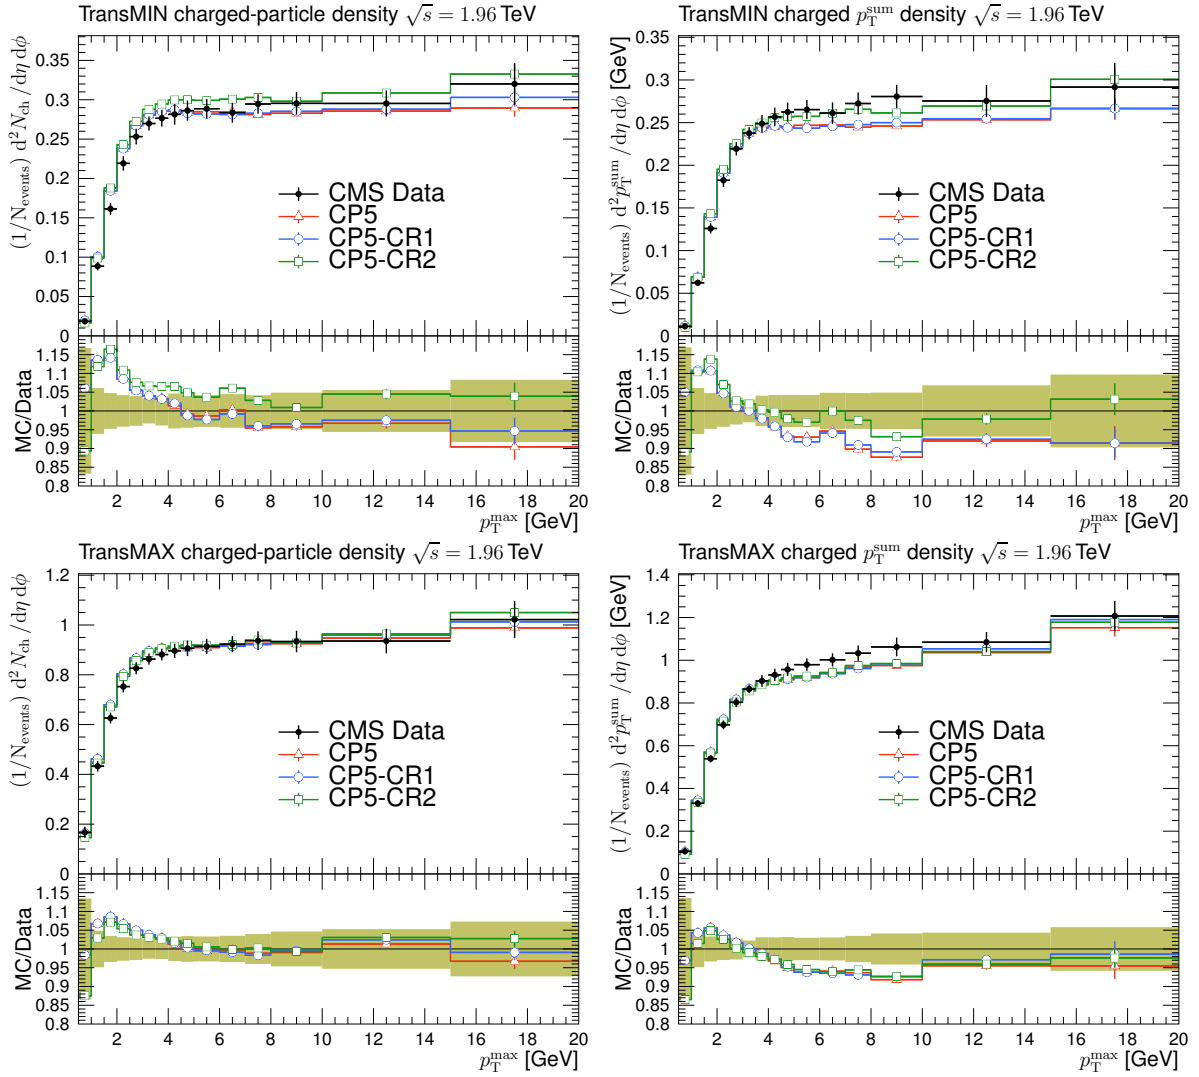 TransMIN charged-particle density √s = 1.96 TeV
(1/N_events) d²N_ch/dη dϕ
0.4
0.3
0.2
0.1
0
CMS Data
CP5
CP5-CR1
CP5-CR2
MC/Data
1.15
1.1
1.05
1
0.95
0.9
0.85
0.8
2 4 6 8 10 12 14 16 18 20
p_T^max [GeV]
TransMIN charged p_T^sum density √s = 1.96 TeV
(1/N_events) d²p_T^sum/dη dϕ [GeV]
0.35
0.3
0.25
0.2
0.15
0.1
0.05
0
CMS Data
CP5
CP5-CR1
CP5-CR2
MC/Data
1.15
1.1
1.05
1
0.95
0.9
0.85
0.8
2 4 6 8 10 12 14 16 18 20
p_T^max [GeV]
TransMAX charged-particle density √s = 1.96 TeV
(1/N_events) d²N_ch/dη dϕ
1.2
1
0.8
0.6
0.4
0.2
0
CMS Data
CP5
CP5-CR1
CP5-CR2
MC/Data
1.15
1.1
1.05
1
0.95
0.9
0.85
0.8
2 4 6 8 10 12 14 16 18 20
p_T^max [GeV]
TransMAX charged p_T^sum density √s = 1.96 TeV
(1/N_events) d²p_T^sum/dη dϕ [GeV]
1.4
1.2
1
0.8
0.6
0.4
0.2
0
CMS Data
CP5
CP5-CR1
CP5-CR2
MC/Data
1.15
1.1
1.05
1
0.95
0.9
0.85
0.8
2 4 6 8 10 12 14 16 18 20
p_T^max [GeV]